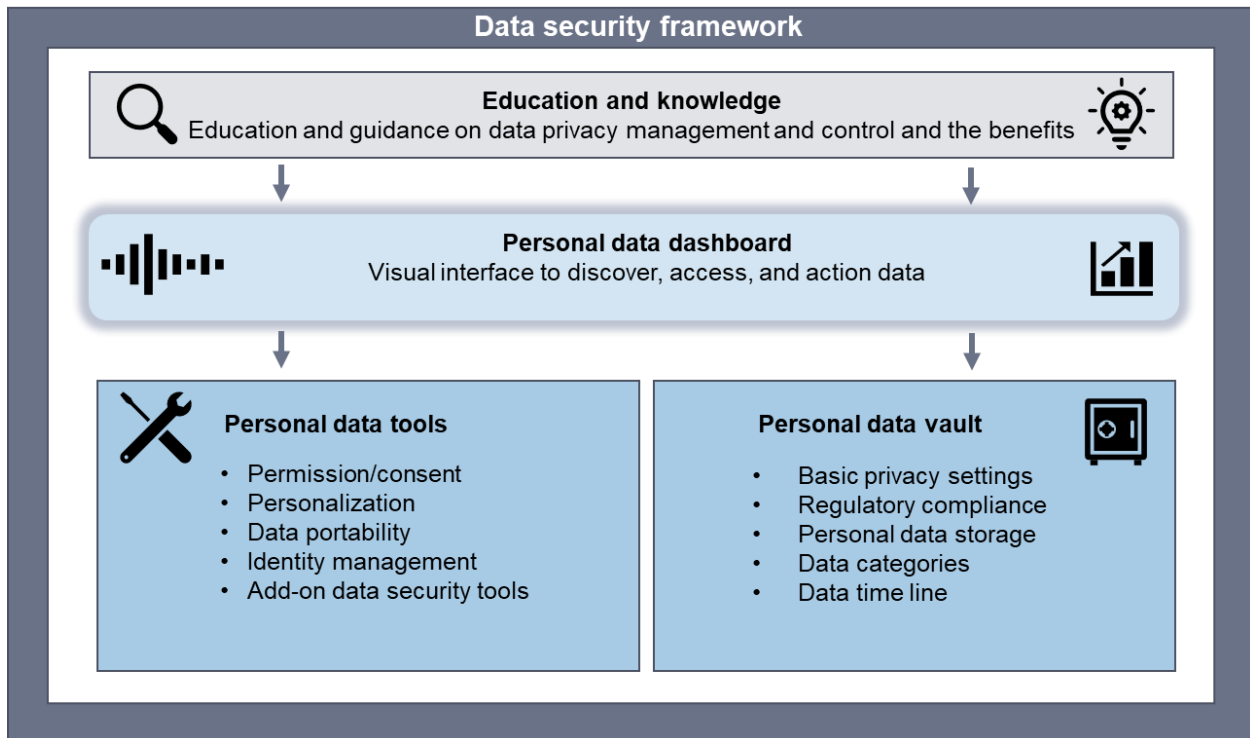 Data security framework
Education and knowledge
Education and guidance on data privacy management and control and the benefits
Personal data dashboard
Visual interface to discover, access, and action data
Personal data tools
• Permission/consent
• Personalization
• Data portability
• Identity management
• Add-on data security tools
Personal data vault
• Basic privacy settings
• Regulatory compliance
• Personal data storage
• Data categories
• Data time line